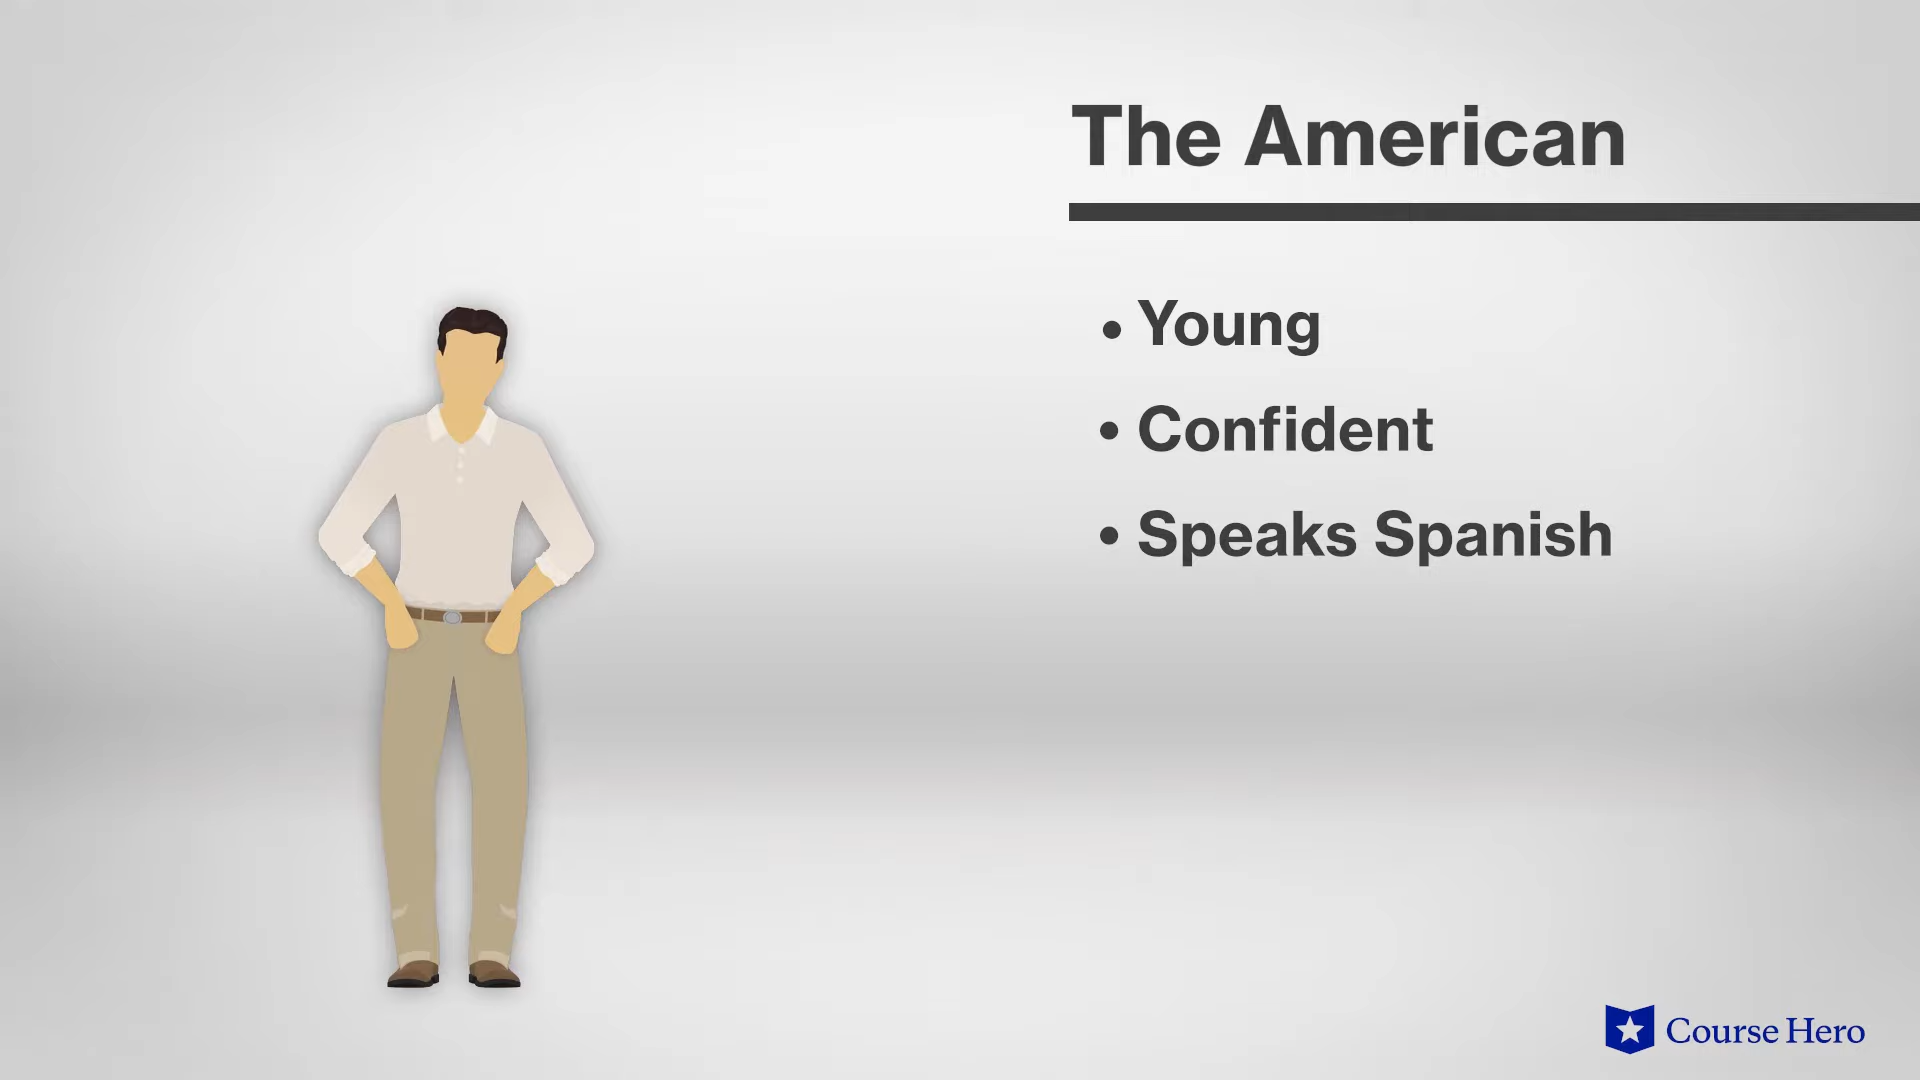 The American
• Young
• Confident
• Speaks Spanish
Course Hero